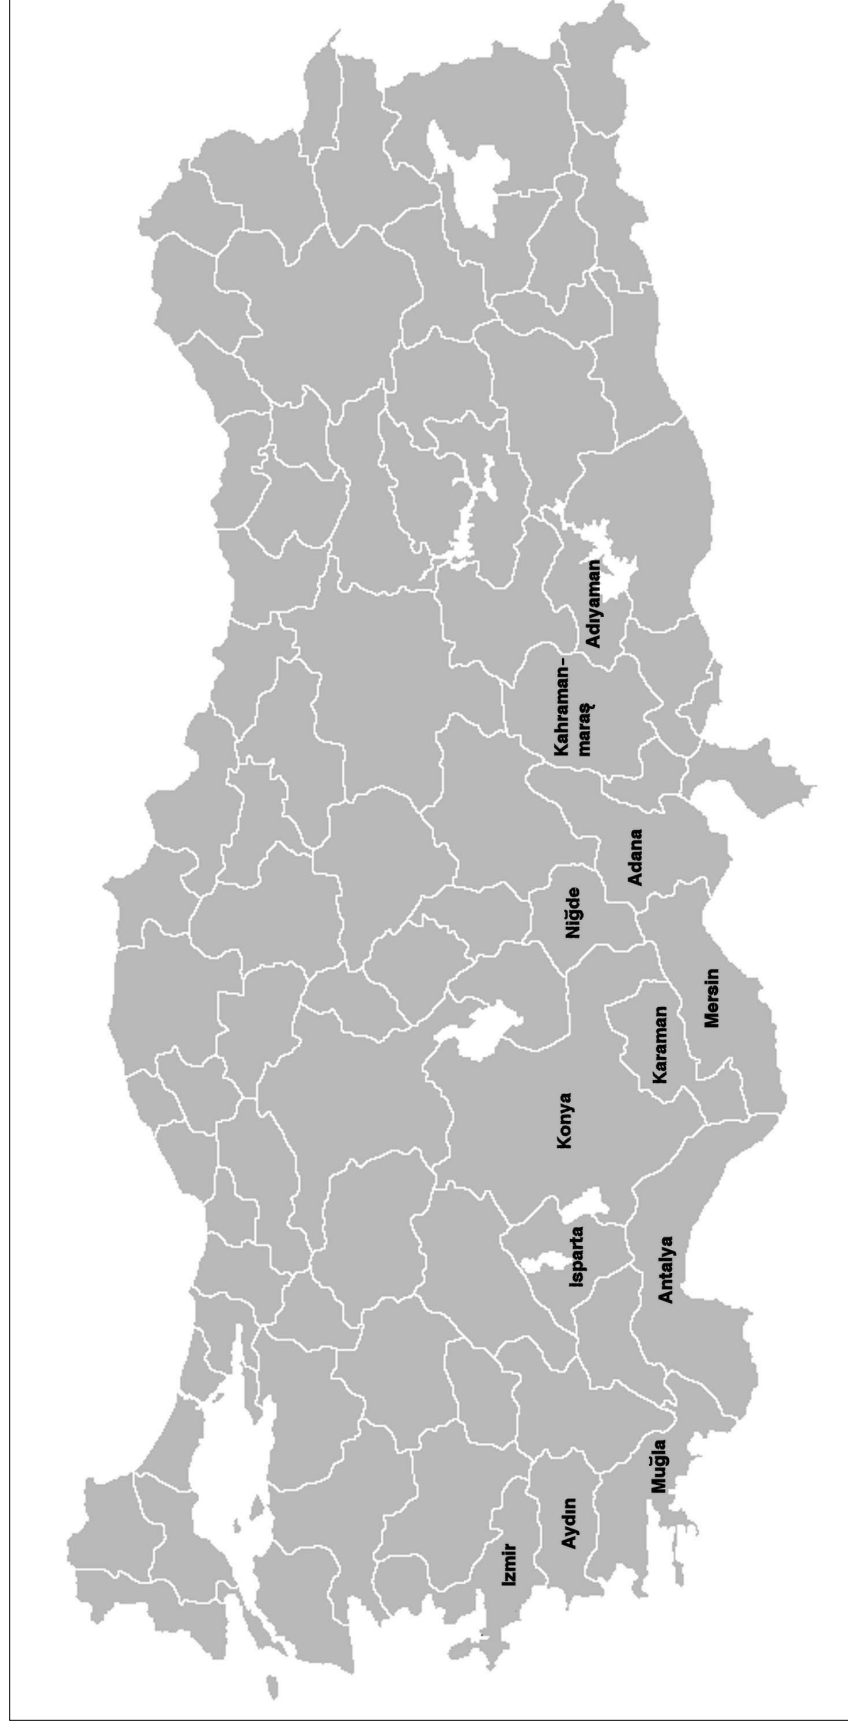 Izmir
Aydın
Muğla
Isparta
Antalya
Konya
Karaman
Mersin
Niğde
Adana
Kahraman-
maraş
Adıyaman